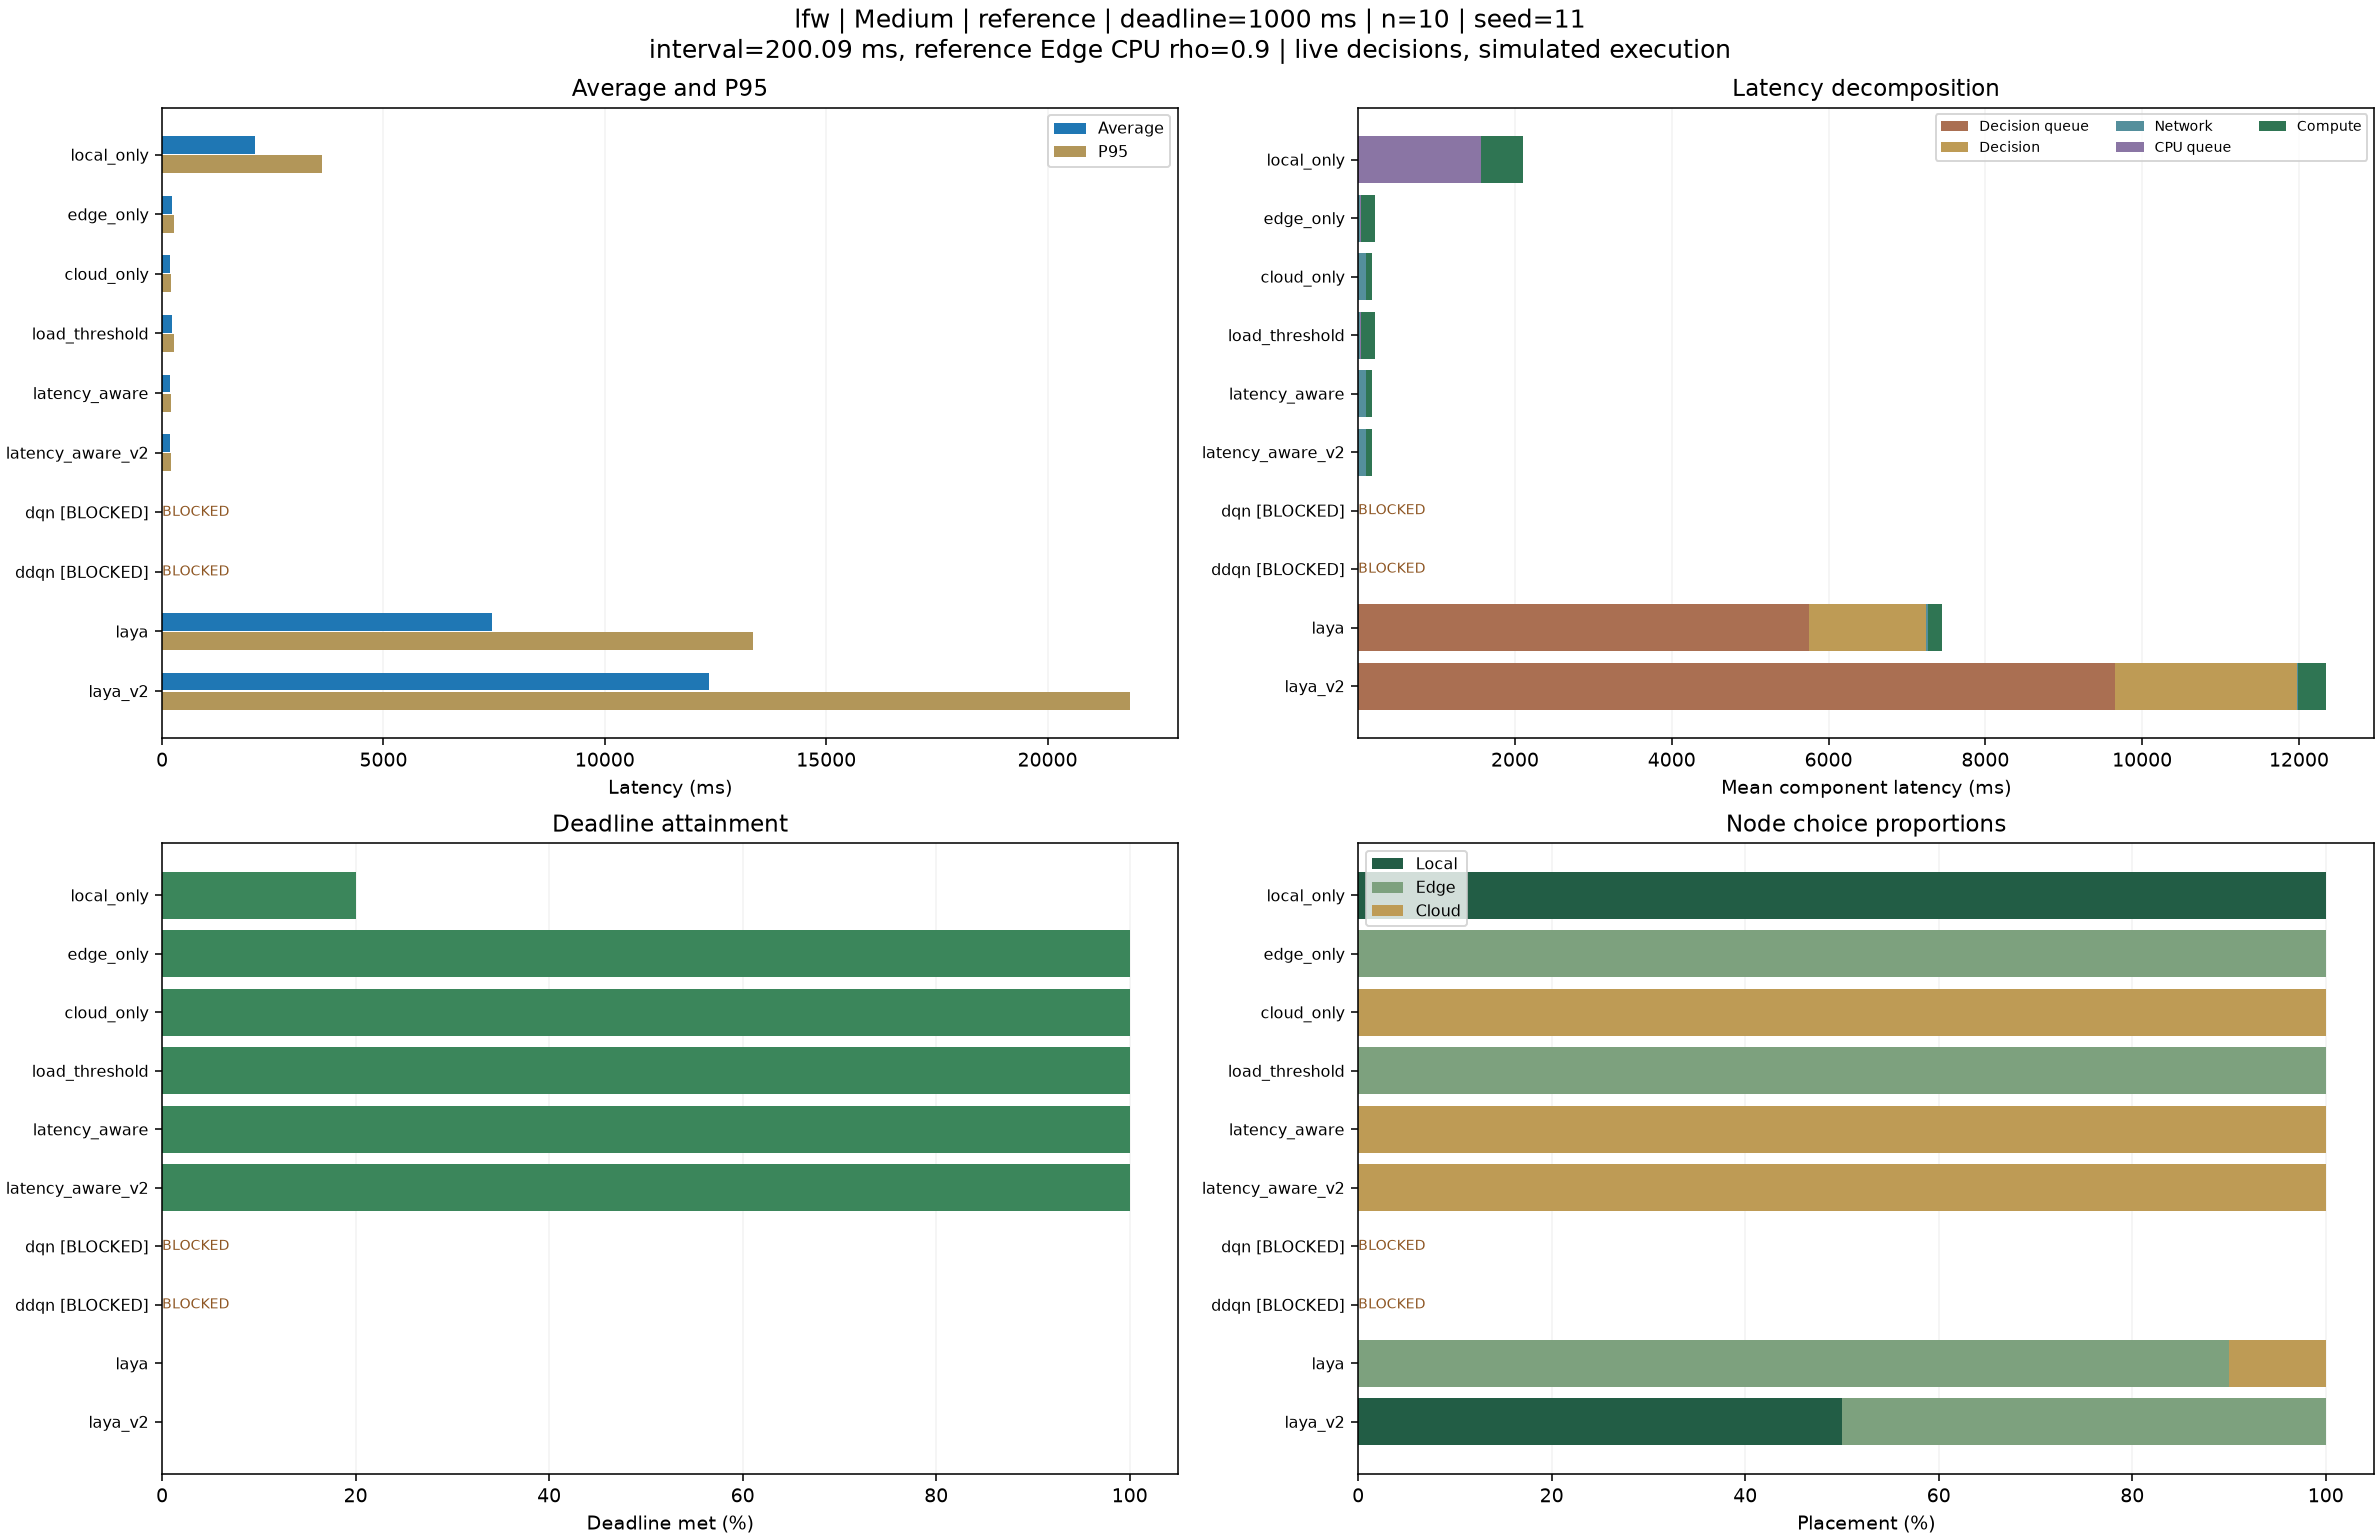 lfw | Medium | reference | deadline=1000 ms | n=10 | seed=11
interval=200.09 ms, reference Edge CPU rho=0.9 | live decisions, simulated execution
Average and P95
Average
P95
local_only
edge_only
cloud_only
load_threshold
latency_aware
latency_aware_v2
dqn [BLOCKED]
BLOCKED
ddqn [BLOCKED]
BLOCKED
laya
laya_v2
0 5000 10000 15000 20000
Latency (ms)
Latency decomposition
Decision queue Network Compute
Decision CPU queue
local_only
edge_only
cloud_only
load_threshold
latency_aware
latency_aware_v2
dqn [BLOCKED]
BLOCKED
ddqn [BLOCKED]
BLOCKED
laya
laya_v2
2000 4000 6000 8000 10000 12000
Mean component latency (ms)
Deadline attainment
local_only
edge_only
cloud_only
load_threshold
latency_aware
latency_aware_v2
dqn [BLOCKED]
BLOCKED
ddqn [BLOCKED]
BLOCKED
laya
laya_v2
0 20 40 60 80 100
Deadline met (%)
Node choice proportions
Local
Edge
Cloud
local_only
edge_only
cloud_only
load_threshold
latency_aware
latency_aware_v2
dqn [BLOCKED]
BLOCKED
ddqn [BLOCKED]
BLOCKED
laya
laya_v2
0 20 40 60 80 100
Placement (%)